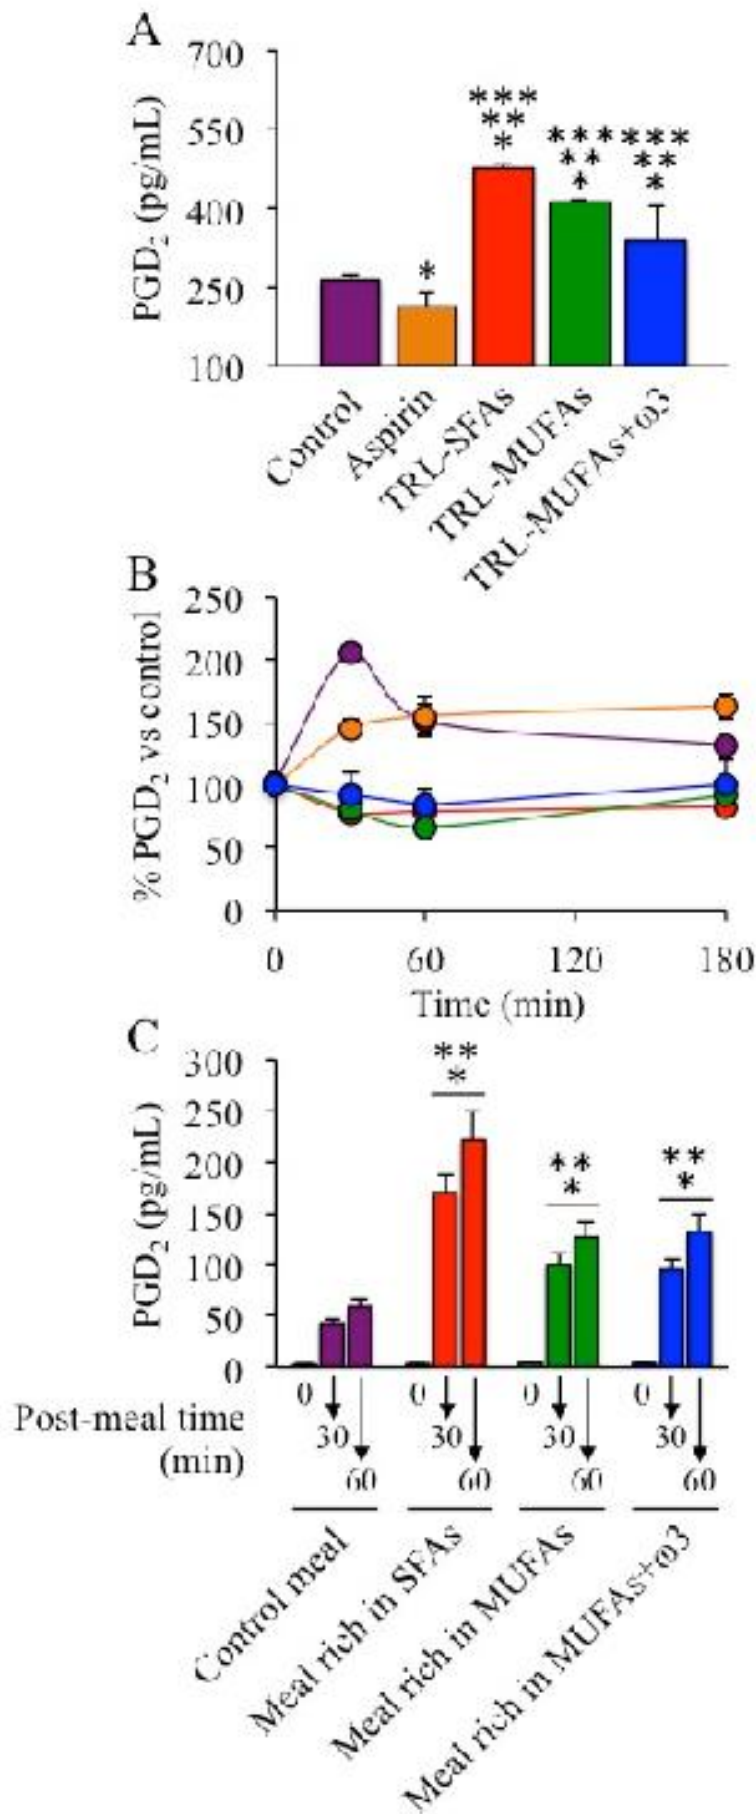 A
700
550
400
250
100
PGD₂ (pg/mL)
*
***
**
*
***
**
*
***
**
*
Control
Aspirin
TRL-SFAs
TRL-MUFAs
TRL-MUFAs+ω3
B
250
200
150
100
50
0
% PGD₂ vs control
0 60 120 180
Time (min)
C
300
250
200
150
100
50
0
PGD₂ (pg/mL)
**
*
**
*
**
*
0 0 0 0
Post-meal time
30 30 30 30
(min)
60 60 60 60
Control meal
Meal rich in SFAs
Meal rich in MUFAs
Meal rich in MUFAs+ω3